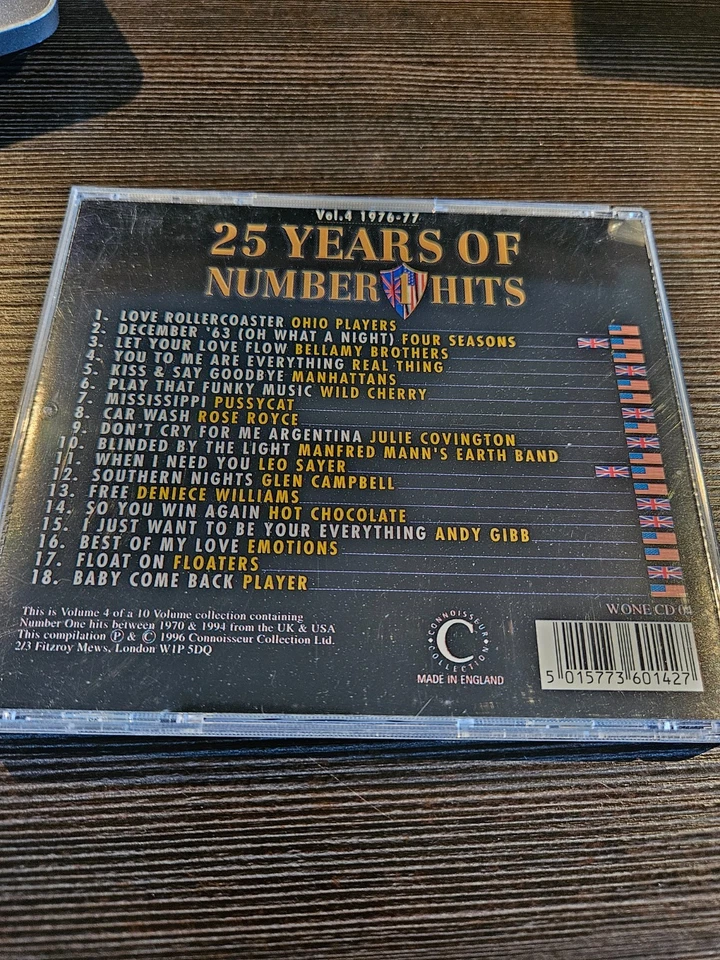 Vol.4 1976-77
25 YEARS OF
NUMBER 1 HITS
1. LOVE ROLLERCOASTER OHIO PLAYERS
2. DECEMBER '63 (OH WHAT A NIGHT) FOUR SEASONS
3. LET YOUR LOVE FLOW BELLAMY BROTHERS
4. YOU TO ME ARE EVERYTHING REAL THING
5. KISS & SAY GOODBYE MANHATTANS
6. PLAY THAT FUNKY MUSIC WILD CHERRY
7. MISSISSIPPI PUSSYCAT
8. CAR WASH ROSE ROYCE
9. DON'T CRY FOR ME ARGENTINA JULIE COVINGTON
10. BLINDED BY THE LIGHT MANFRED MANN'S EARTH BAND
11. WHEN I NEED YOU LEO SAYER
12. SOUTHERN NIGHTS GLEN CAMPBELL
13. FREE DENIECE WILLIAMS
14. SO YOU WIN AGAIN HOT CHOCOLATE
15. I JUST WANT TO BE YOUR EVERYTHING ANDY GIBB
16. BEST OF MY LOVE EMOTIONS
17. FLOAT ON FLOATERS
18. BABY COME BACK PLAYER
This is Volume 4 of a 10 Volume collection containing
Number One hits between 1970 & 1994 from the UK & USA
This compilation Ⓟ & © 1996 Connoisseur Collection Ltd.
2/3 Fitzroy Mews, London W1P 5DQ
CONNOISSEUR
C
COLLECTION
MADE IN ENGLAND
WONE CD 04
5 015773 601427